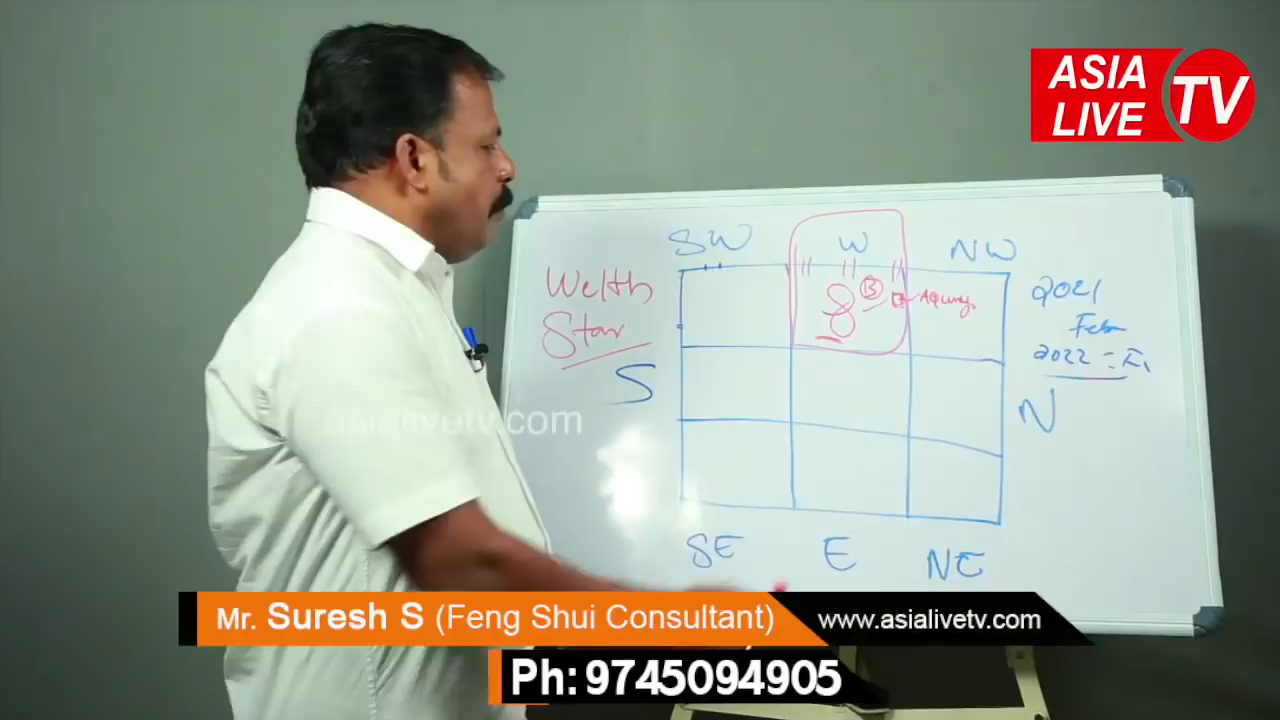 ASIA
LIVE
TV
SW
W
NW
Welth
Star
8
B
2021
Feb
2022 =
S
N
asialivetv.com
SE
E
NE
Mr. Suresh S (Feng Shui Consultant)
www.asialivetv.com
Ph: 9745094905